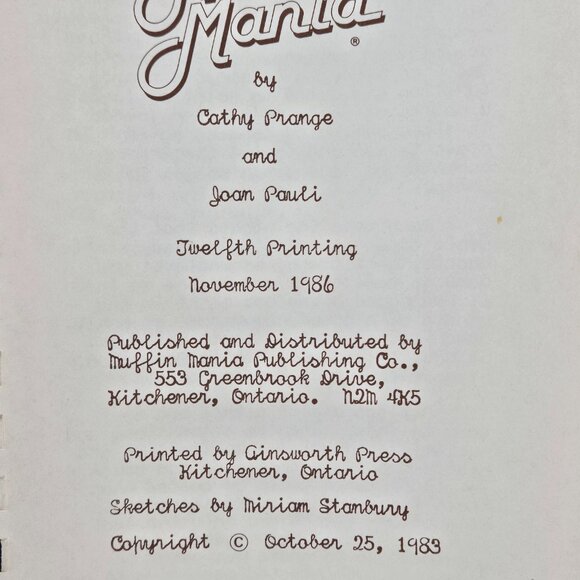 Mania ®
by
Cathy Prange
and
Joan Pauli
Twelfth Printing
November 1986
Published and Distributed by
Muffin Mania Publishing Co.,
553 Greenbrook Drive,
Kitchener, Ontario. N2M 4K5
Printed by Ginsworth Press
Kitchener, Ontario
Sketches by Miriam Stanbury
Copyright © October 25, 1983